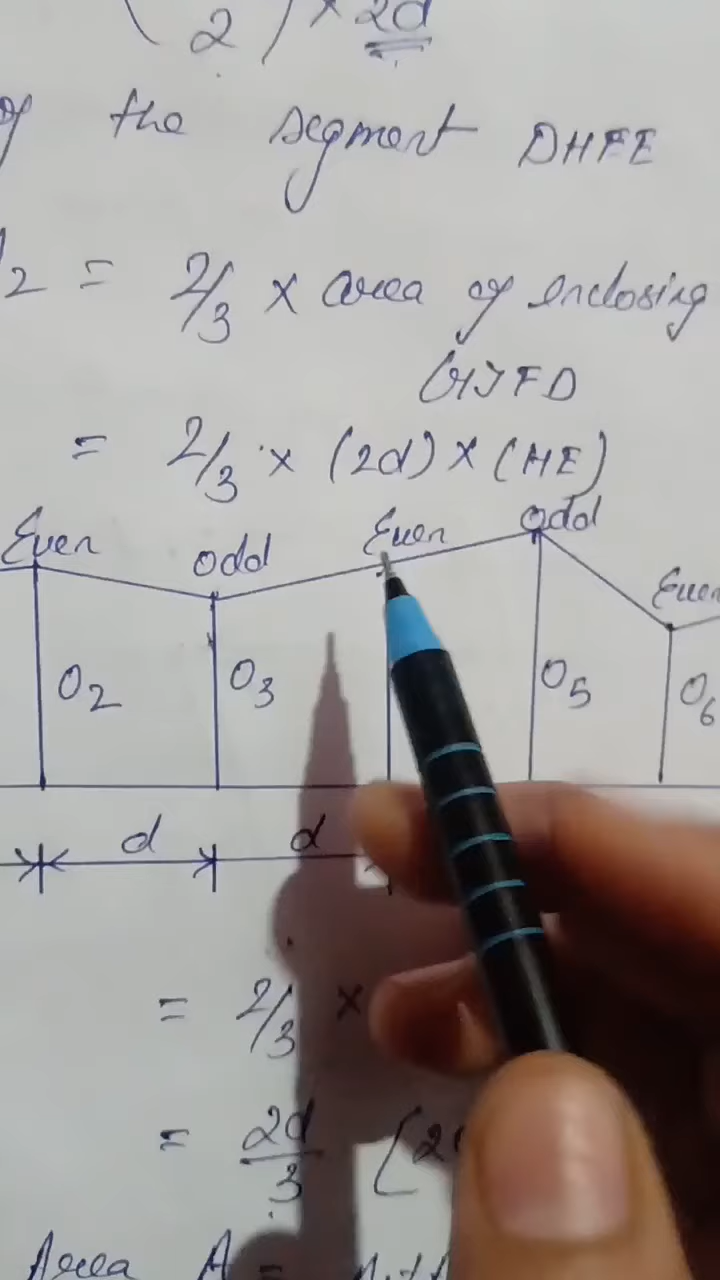 2 ) × 2d
of the segment DHFE
2 = 2/3 × area of enclosing
GIFD
= 2/3 × (2d) × (HE)
Even odd Even odd Even
O2 O3 O5 O6
d d
= 2/3 ×
= 2d/3 [2
Area A =